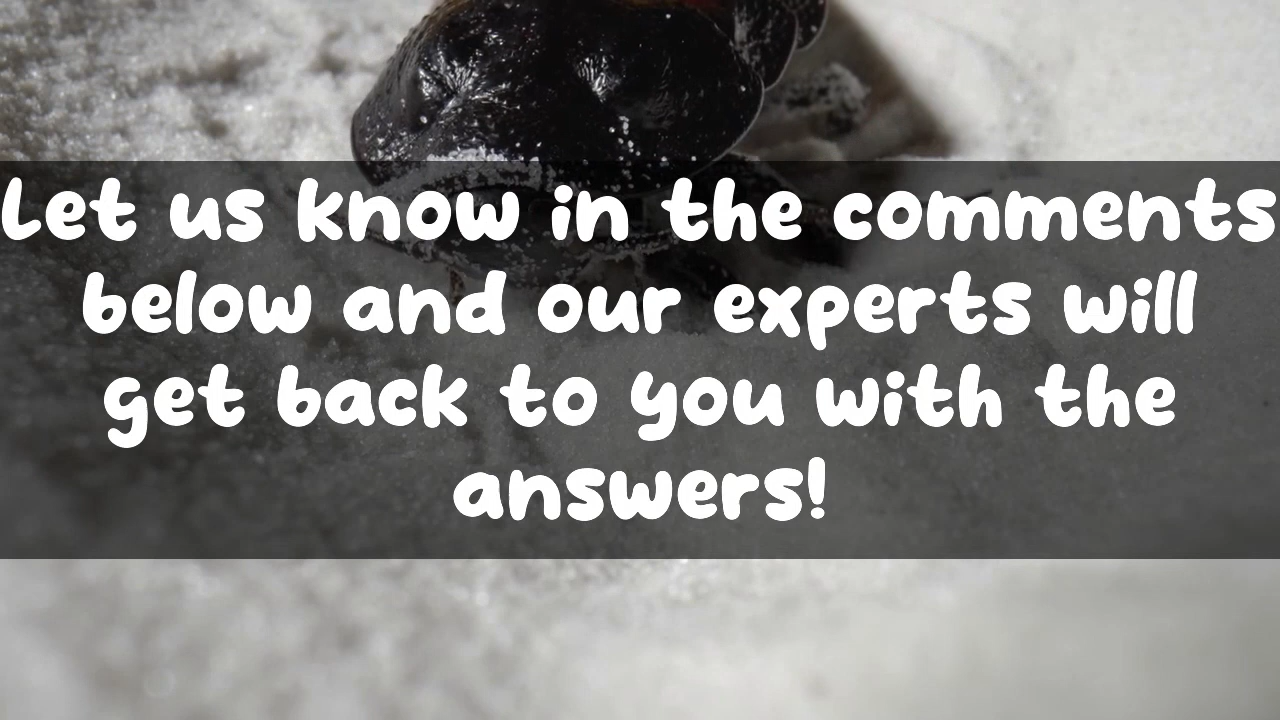 Let us know in the comments
below and our experts will
get back to you with the
answers!